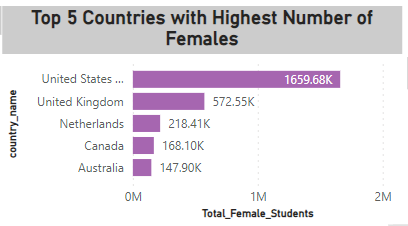 Top 5 Countries with Highest Number of
Females
country_name
United States ... 1659.68K
United Kingdom 572.55K
Netherlands 218.41K
Canada 168.10K
Australia 147.90K
0M 1M 2M
Total_Female_Students